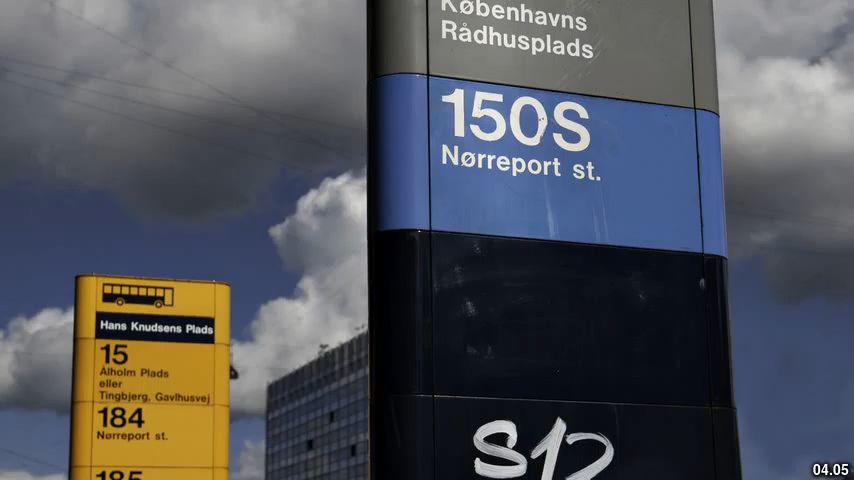 Københavns
Rådhusplads
150S
Nørreport st.
Hans Knudsens Plads
15
Ålholm Plads
eller
Tingbjerg, Gavlhusvej
184
Nørreport st.
185
04.05